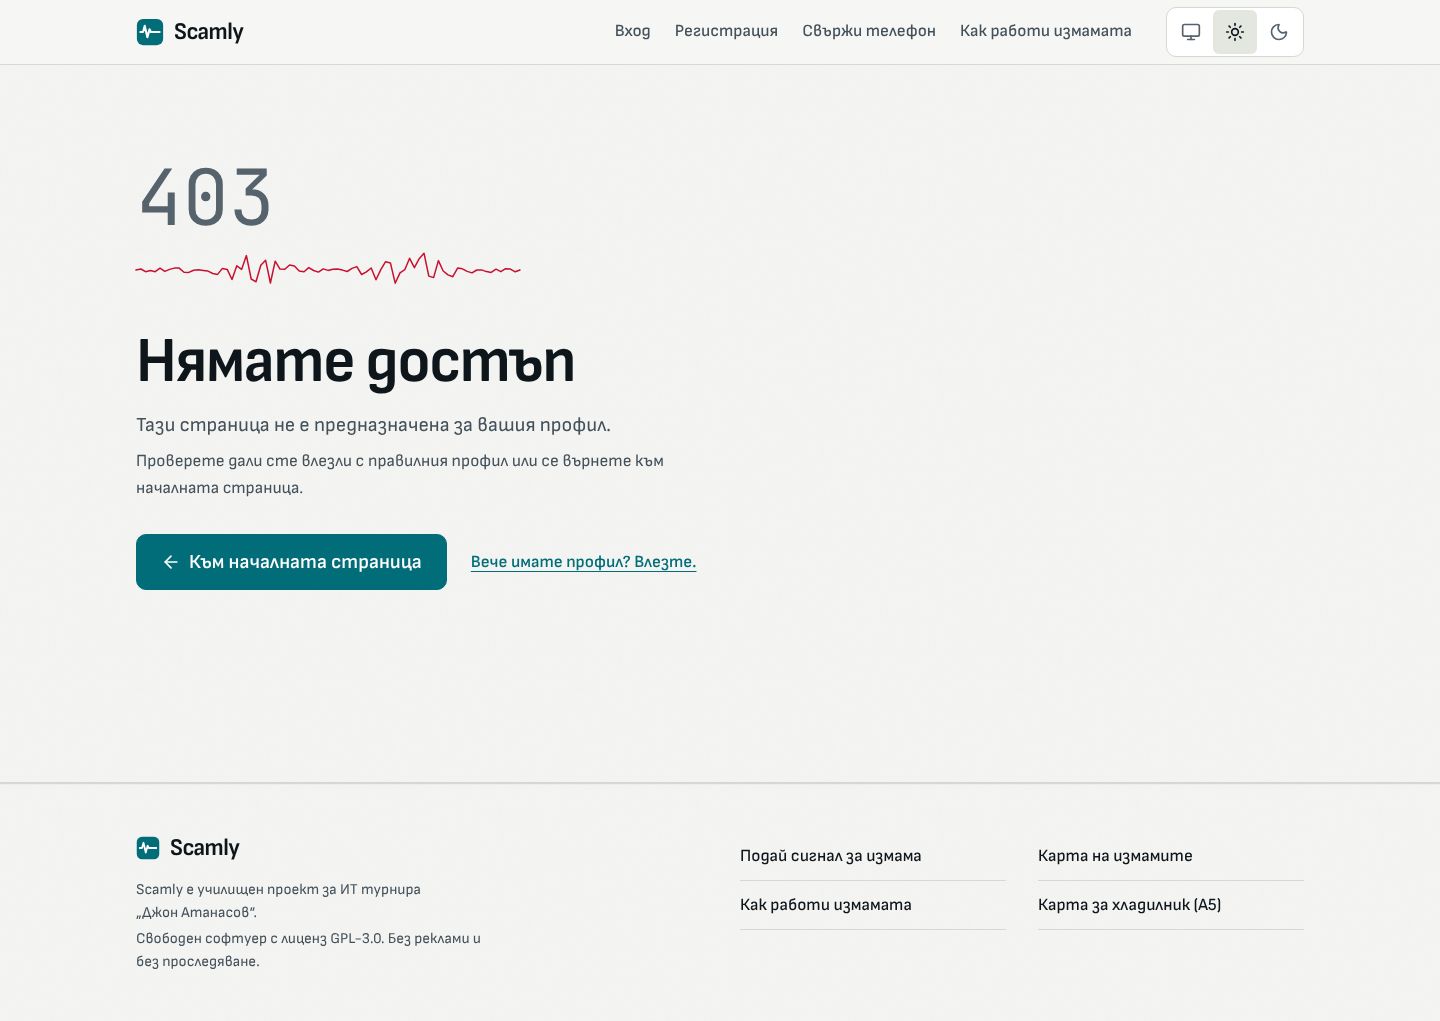 Scamly
Вход
Регистрация
Свържи телефон
Как работи измамата
403
Нямате достъп
Тази страница не е предназначена за вашия профил.
Проверете дали сте влезли с правилния профил или се върнете към
началната страница.
Към началната страница
Вече имате профил? Влезте.
Scamly
Scamly е училищен проект за ИТ турнира
„Джон Атанасов“.
Свободен софтуер с лиценз GPL-3.0. Без реклами и
без проследяване.
Подай сигнал за измама
Карта на измамите
Как работи измамата
Карта за хладилник (А5)